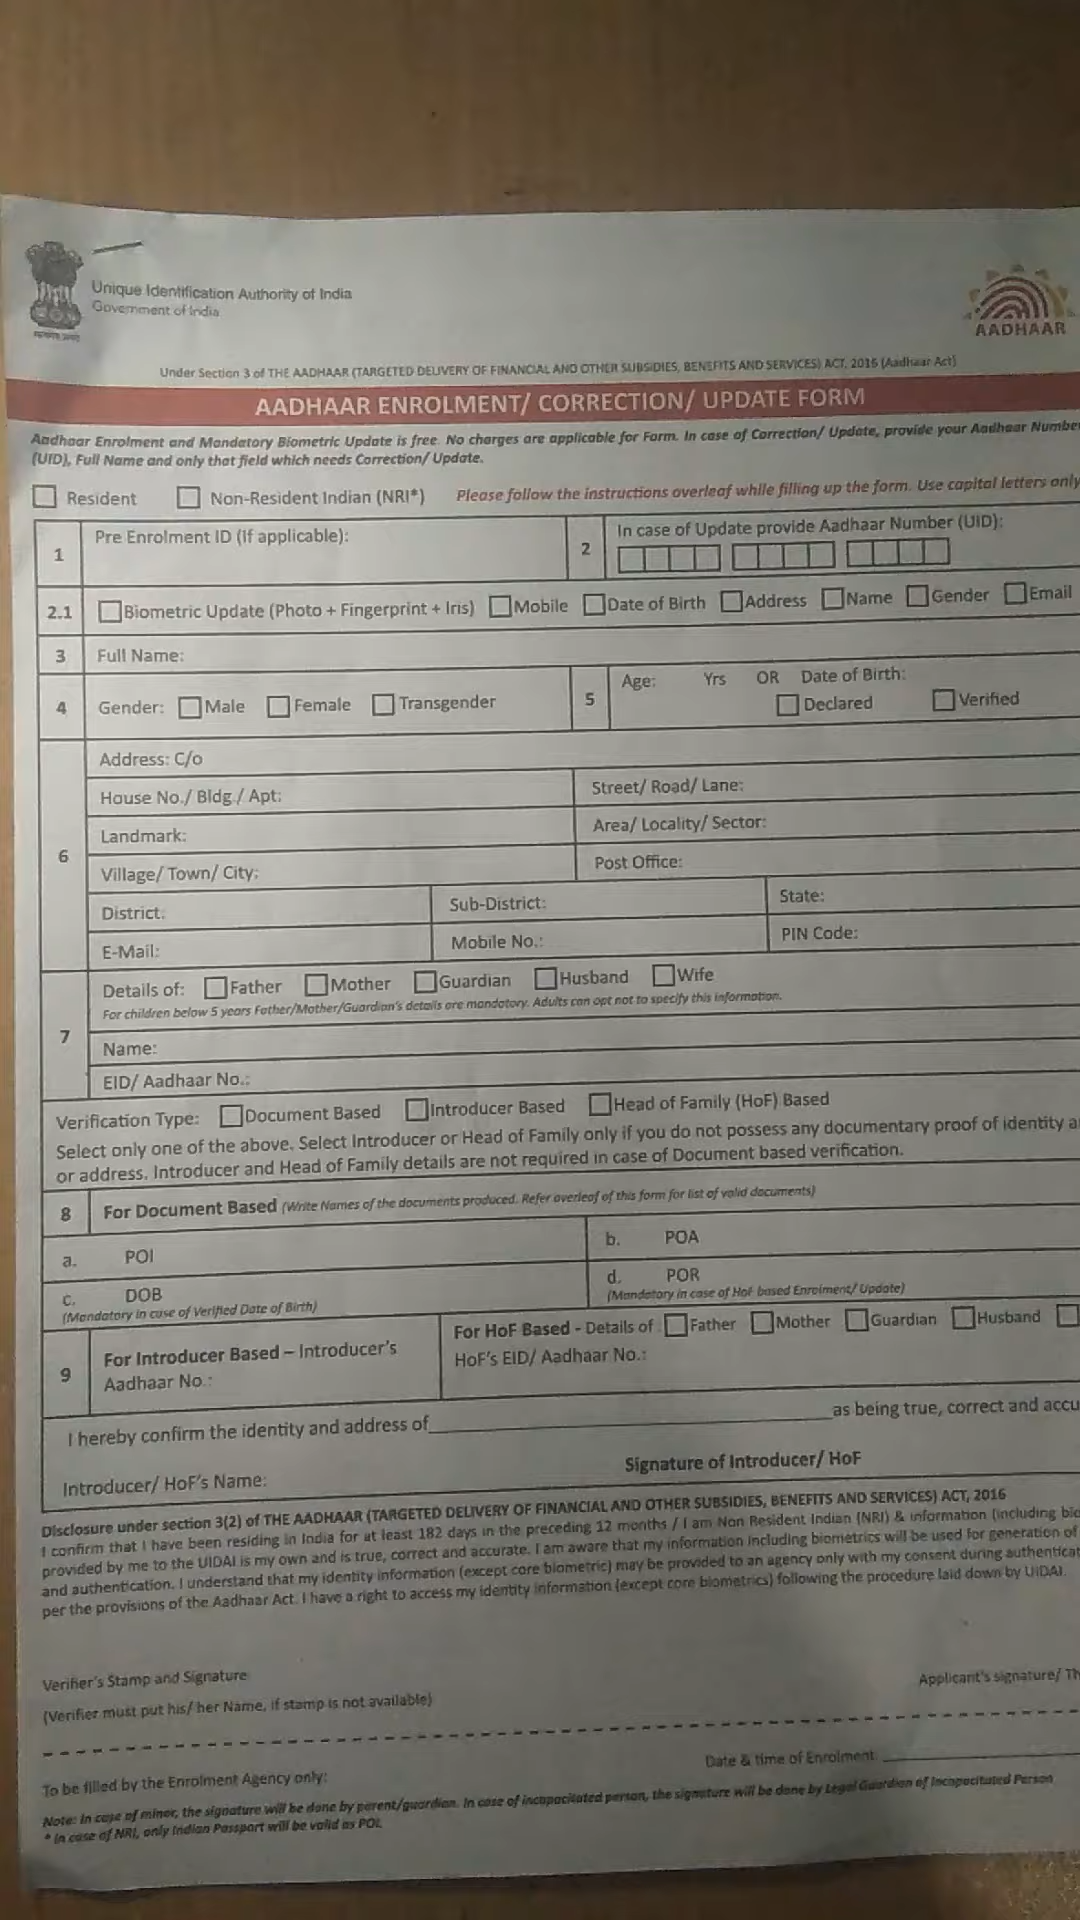 Unique Identification Authority of India
Government of India
AADHAAR
Under Section 3 of THE AADHAAR (TARGETED DELIVERY OF FINANCIAL AND OTHER SUBSIDIES, BENEFITS AND SERVICES) ACT, 2016 (Aadhaar Act)
AADHAAR ENROLMENT/ CORRECTION/ UPDATE FORM
Aadhaar Enrolment and Mandatory Biometric Update is free. No charges are applicable for Form. In case of Correction/ Update, provide your Aadhaar Number
(UID), Full Name and only that field which needs Correction/ Update.
Resident Non-Resident Indian (NRI*) Please follow the instructions overleaf while filling up the form. Use capital letters only
1 Pre Enrolment ID (If applicable): 2 In case of Update provide Aadhaar Number (UID):
2.1 Biometric Update (Photo + Fingerprint + Iris) Mobile Date of Birth Address Name Gender Email
3 Full Name:
4 Gender: Male Female Transgender 5 Age: Yrs OR Date of Birth:
Declared Verified
6 Address: C/o
House No./ Bldg./ Apt: Street/ Road/ Lane:
Landmark: Area/ Locality/ Sector:
Village/ Town/ City: Post Office:
District: Sub-District: State:
E-Mail: Mobile No.: PIN Code:
7 Details of: Father Mother Guardian Husband Wife
For children below 5 years Father/Mother/Guardian's details are mandatory. Adults can opt not to specify this information.
Name:
EID/ Aadhaar No.:
Verification Type: Document Based Introducer Based Head of Family (HoF) Based
Select only one of the above. Select Introducer or Head of Family only if you do not possess any documentary proof of identity
or address. Introducer and Head of Family details are not required in case of Document based verification.
8 For Document Based (Write Names of the documents produced. Refer overleaf of this form for list of valid documents)
a. POI b. POA
c. DOB d. POR
(Mandatory in case of Verified Date of Birth) (Mandatory in case of HoF based Enrolment/ Update)
9 For Introducer Based – Introducer's
Aadhaar No.:
For HoF Based - Details of Father Mother Guardian Husband
HoF's EID/ Aadhaar No.:
I hereby confirm the identity and address of as being true, correct and accu
Signature of Introducer/ HoF
Introducer/ HoF's Name:
Disclosure under section 3(2) of THE AADHAAR (TARGETED DELIVERY OF FINANCIAL AND OTHER SUBSIDIES, BENEFITS AND SERVICES) ACT, 2016
I confirm that I have been residing in India for at least 182 days in the preceding 12 months / I am Non Resident Indian (NRI) & information (including bio
provided by me to the UIDAI is my own and is true, correct and accurate. I am aware that my information including biometrics will be used for generation of
and authentication. I understand that my identity information (except core biometric) may be provided to an agency only with my consent during authenticat
per the provisions of the Aadhaar Act. I have a right to access my identity information (except core biometrics) following the procedure laid down by UIDAI.
Verifier's Stamp and Signature Applicant's signature/ Th
(Verifier must put his/ her Name, if stamp is not available)
Date & time of Enrolment
To be filled by the Enrolment Agency only:
Note: In case of minor, the signature will be done by parent/guardian. In case of incapacitated person, the signature will be done by Legal Guardian of Incapacitated Person
* In case of NRI, only Indian Passport will be valid as POI.